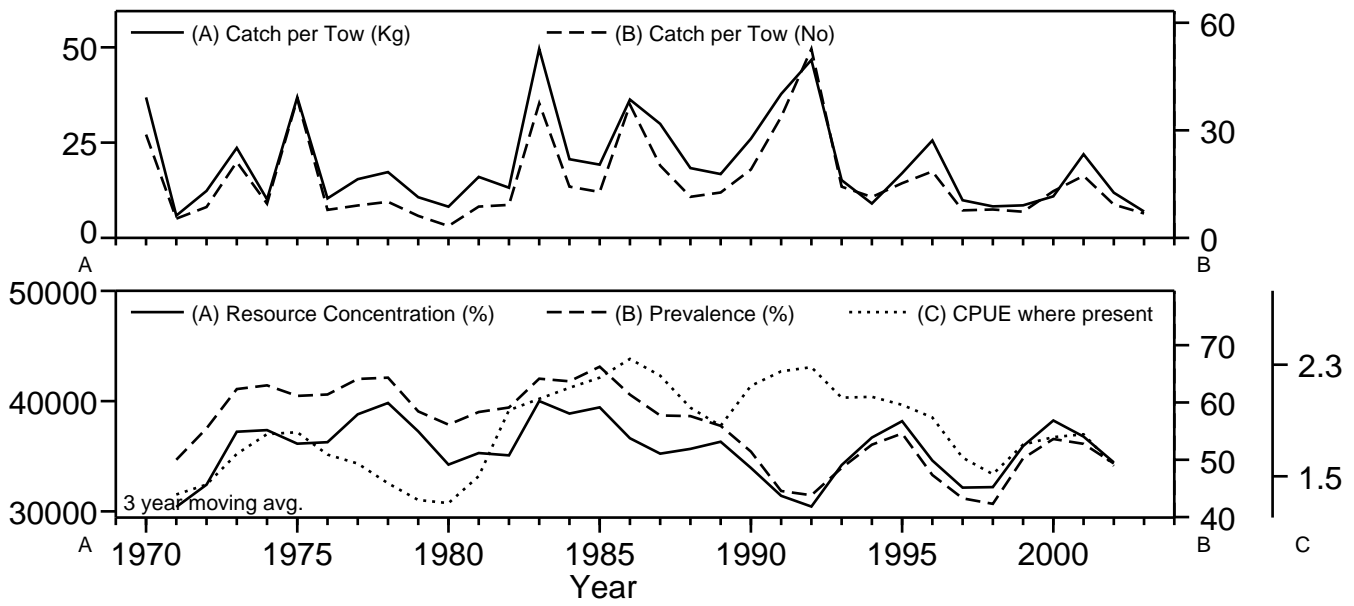 (A) Catch per Tow (Kg) (B) Catch per Tow (No)
50 60
25 30
0 0
A B
(A) Resource Concentration (%) (B) Prevalence (%) (C) CPUE where present
50000
70
2.3
40000 60
50
1.5
3 year moving avg.
30000 40
A 1970 1975 1980 1985 1990 1995 2000 B C
Year